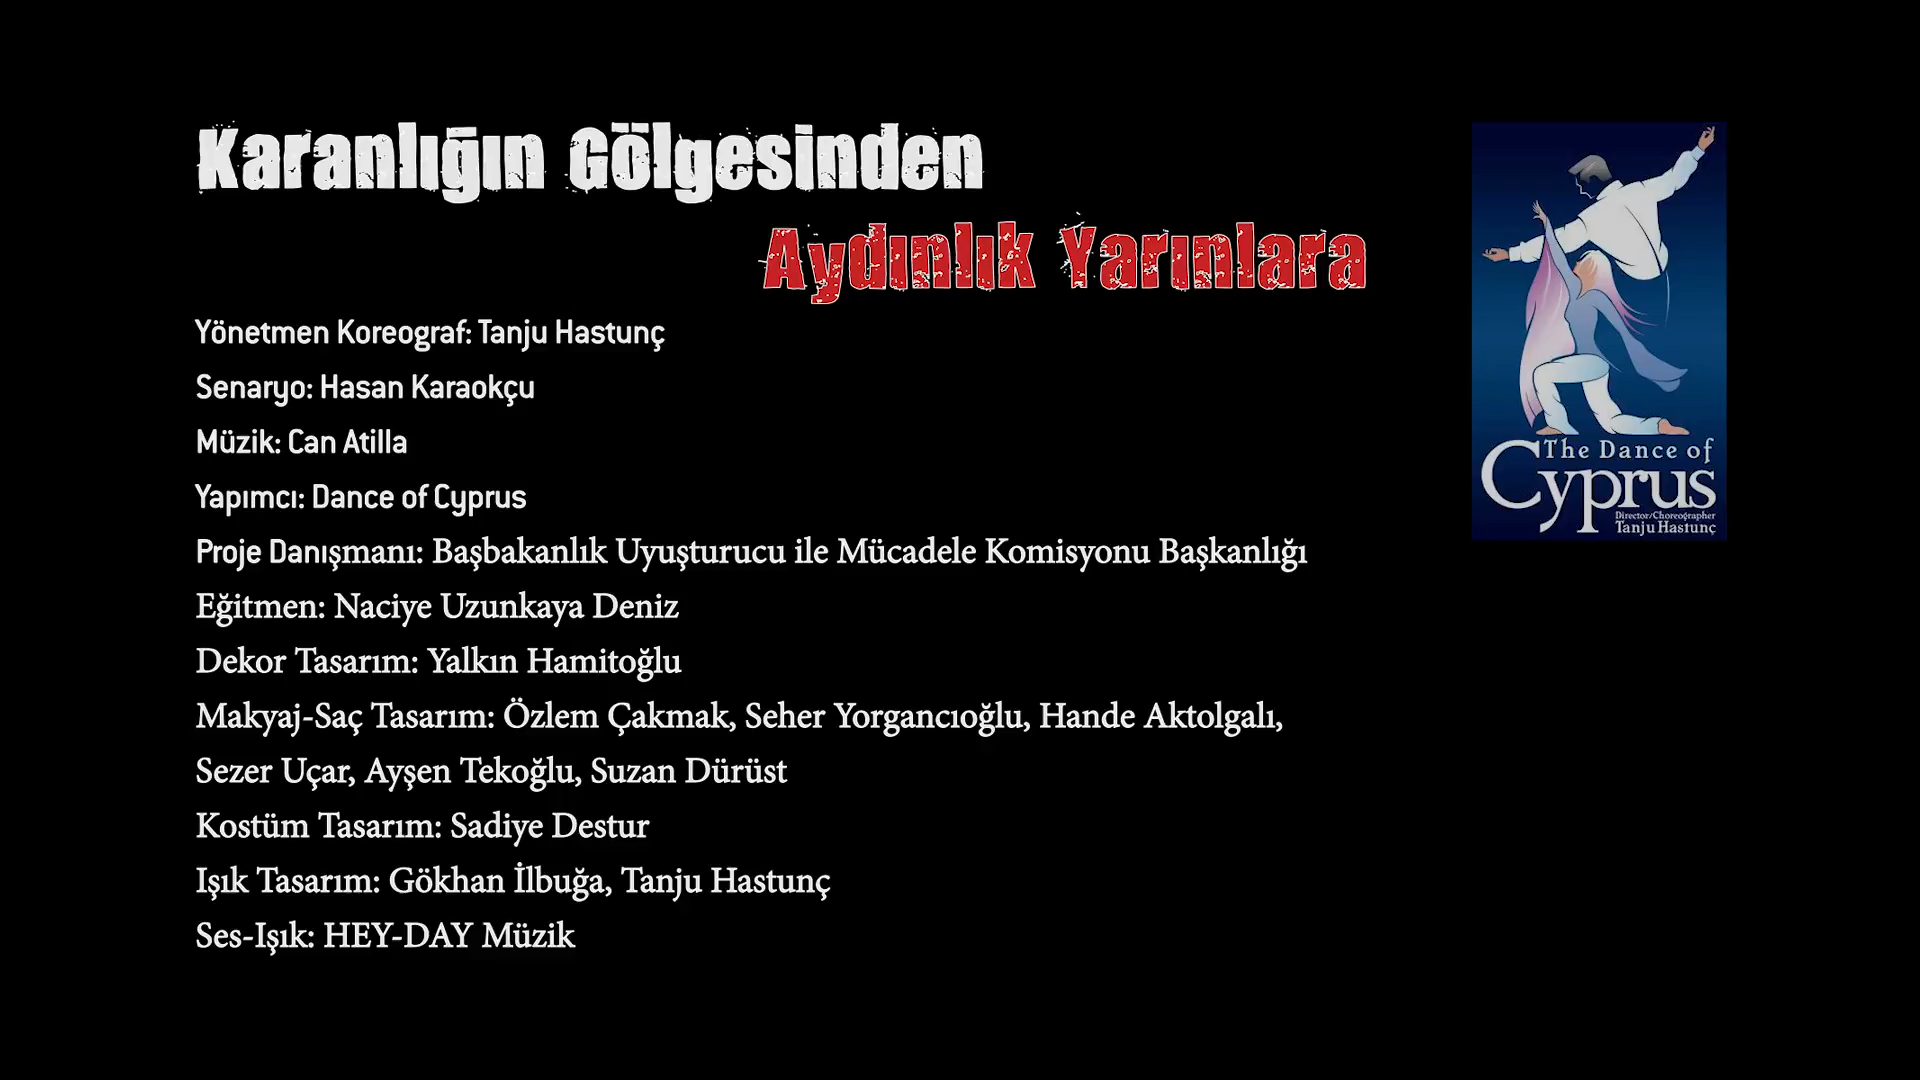 Karanlığın Gölgesinden
Aydınlık Yarınlara
Yönetmen Koreograf: Tanju Hastunç
Senaryo: Hasan Karaokçu
Müzik: Can Atilla
Yapımcı: Dance of Cyprus
Proje Danışmanı: Başbakanlık Uyuşturucu ile Mücadele Komisyonu Başkanlığı
Eğitmen: Naciye Uzunkaya Deniz
Dekor Tasarım: Yalkın Hamitoğlu
Makyaj-Saç Tasarım: Özlem Çakmak, Seher Yorgancıoğlu, Hande Aktolgalı,
Sezer Uçar, Ayşen Tekoğlu, Suzan Dürüst
Kostüm Tasarım: Sadiye Destur
Işık Tasarım: Gökhan İlbuğa, Tanju Hastunç
Ses-Işık: HEY-DAY Müzik
The Dance of
Cyprus
Director/Choreographer
Tanju Hastunç